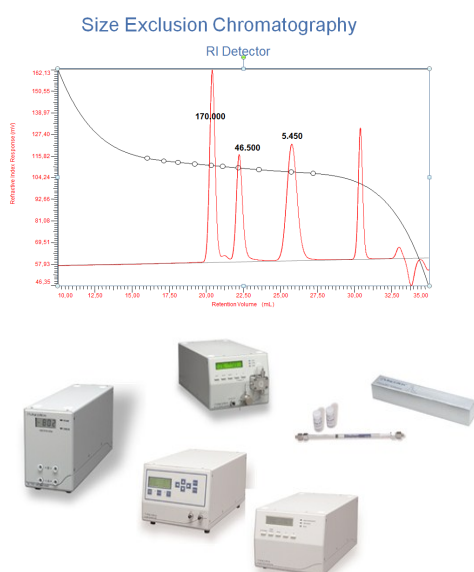 Size Exclusion Chromatography
RI Detector
162,13
150,55
138,97
127,40
115,82
104,24
92,66
81,08
69,51
57,93
46,35
Refractive Index Response (mV)
170.000
46.500
5.450
10,00 12,50 15,00 17,50 20,00 22,50 25,00 27,50 30,00 32,50 35,00
Retention Volume (mL)